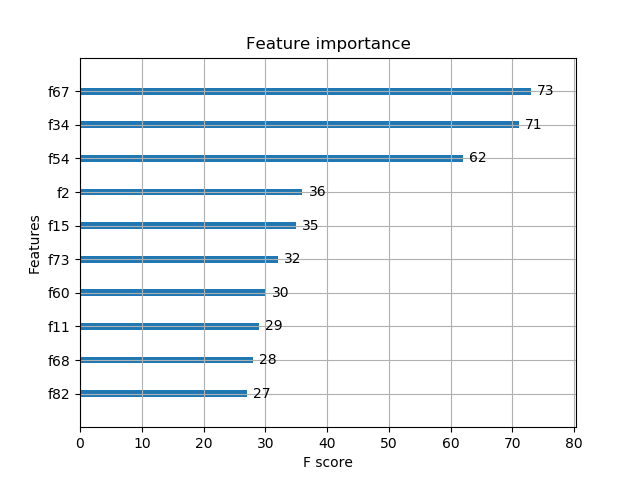 Feature importance
f67 73
f34 71
f54 62
f2 36
f15 35
f73 32
f60 30
f11 29
f68 28
f82 27
Features
0 10 20 30 40 50 60 70 80
F score